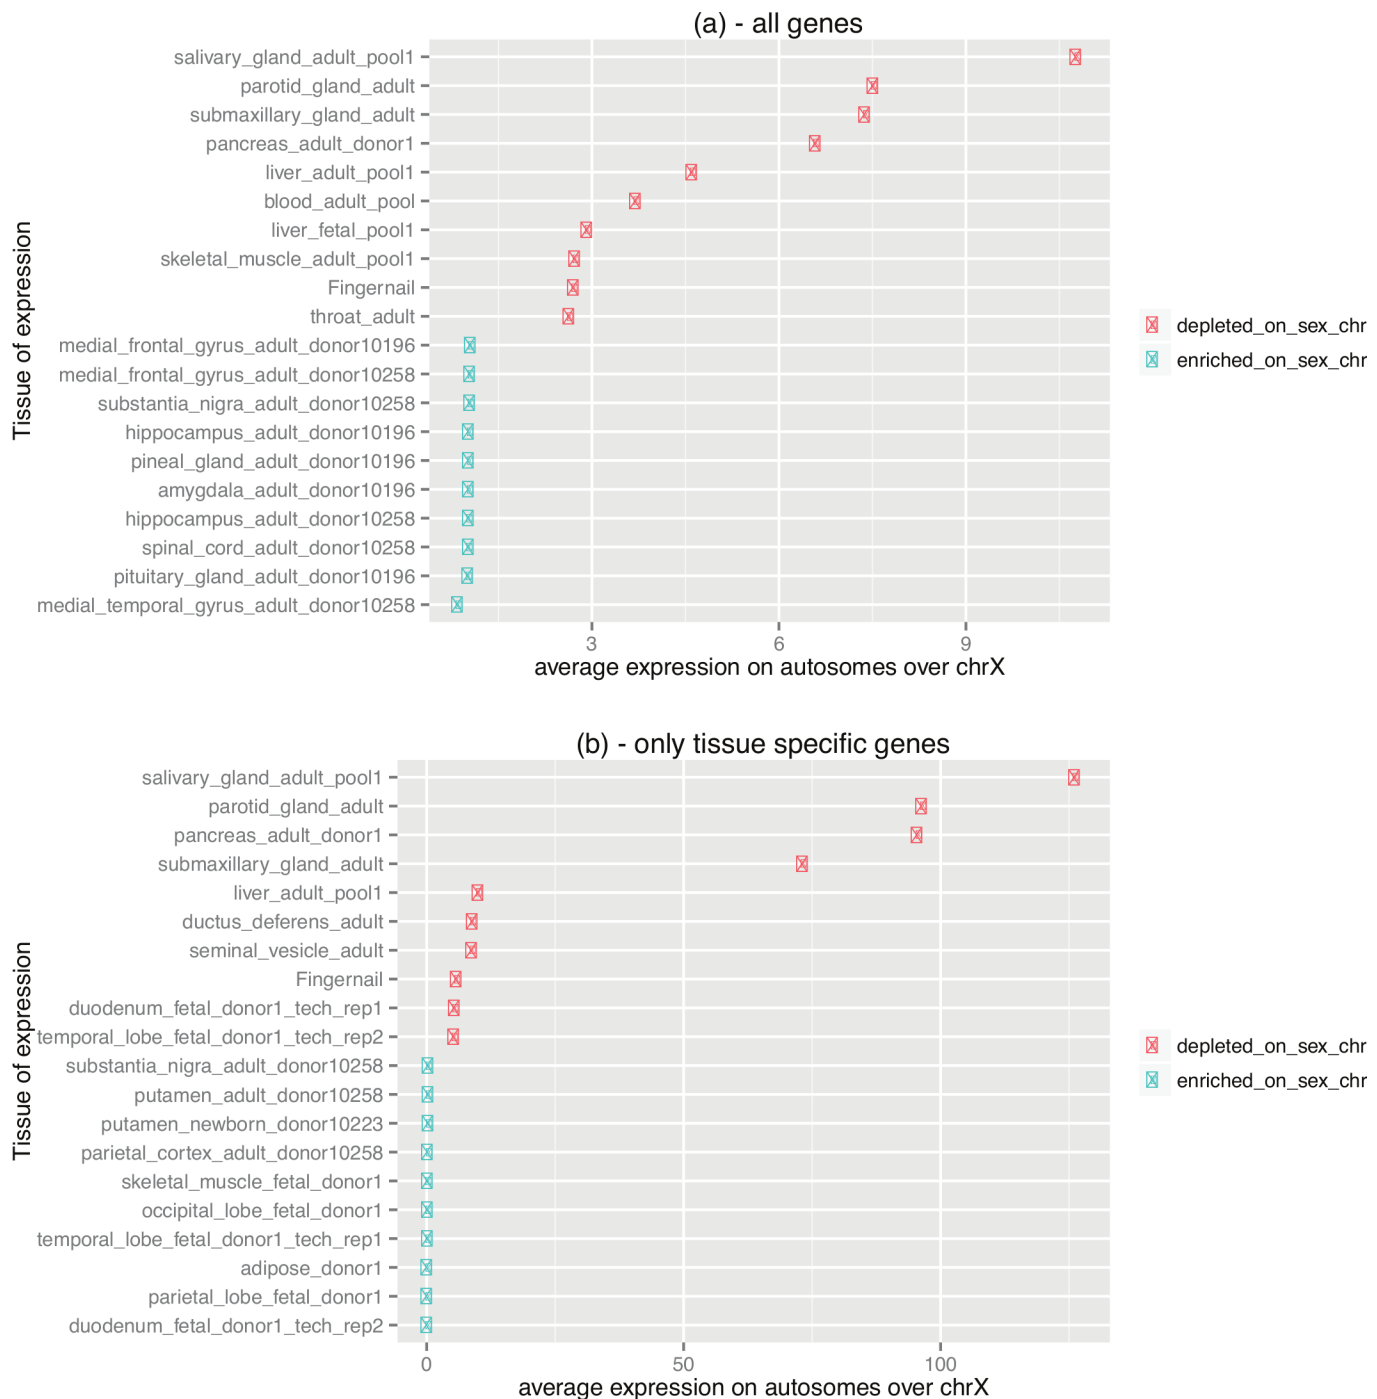 (a) - all genes
salivary_gland_adult_pool1
parotid_gland_adult
submaxillary_gland_adult
pancreas_adult_donor1
liver_adult_pool1
blood_adult_pool
liver_fetal_pool1
skeletal_muscle_adult_pool1
Fingernail
throat_adult
medial_frontal_gyrus_adult_donor10196
medial_frontal_gyrus_adult_donor10258
substantia_nigra_adult_donor10258
hippocampus_adult_donor10196
pineal_gland_adult_donor10196
amygdala_adult_donor10196
hippocampus_adult_donor10258
spinal_cord_adult_donor10258
pituitary_gland_adult_donor10196
medial_temporal_gyrus_adult_donor10258
Tissue of expression
3 6 9
average expression on autosomes over chrX
depleted_on_sex_chr
enriched_on_sex_chr
(b) - only tissue specific genes
salivary_gland_adult_pool1
parotid_gland_adult
pancreas_adult_donor1
submaxillary_gland_adult
liver_adult_pool1
ductus_deferens_adult
seminal_vesicle_adult
Fingernail
duodenum_fetal_donor1_tech_rep1
temporal_lobe_fetal_donor1_tech_rep2
substantia_nigra_adult_donor10258
putamen_adult_donor10258
putamen_newborn_donor10223
parietal_cortex_adult_donor10258
skeletal_muscle_fetal_donor1
occipital_lobe_fetal_donor1
temporal_lobe_fetal_donor1_tech_rep1
adipose_donor1
parietal_lobe_fetal_donor1
duodenum_fetal_donor1_tech_rep2
Tissue of expression
0 50 100
average expression on autosomes over chrX
depleted_on_sex_chr
enriched_on_sex_chr